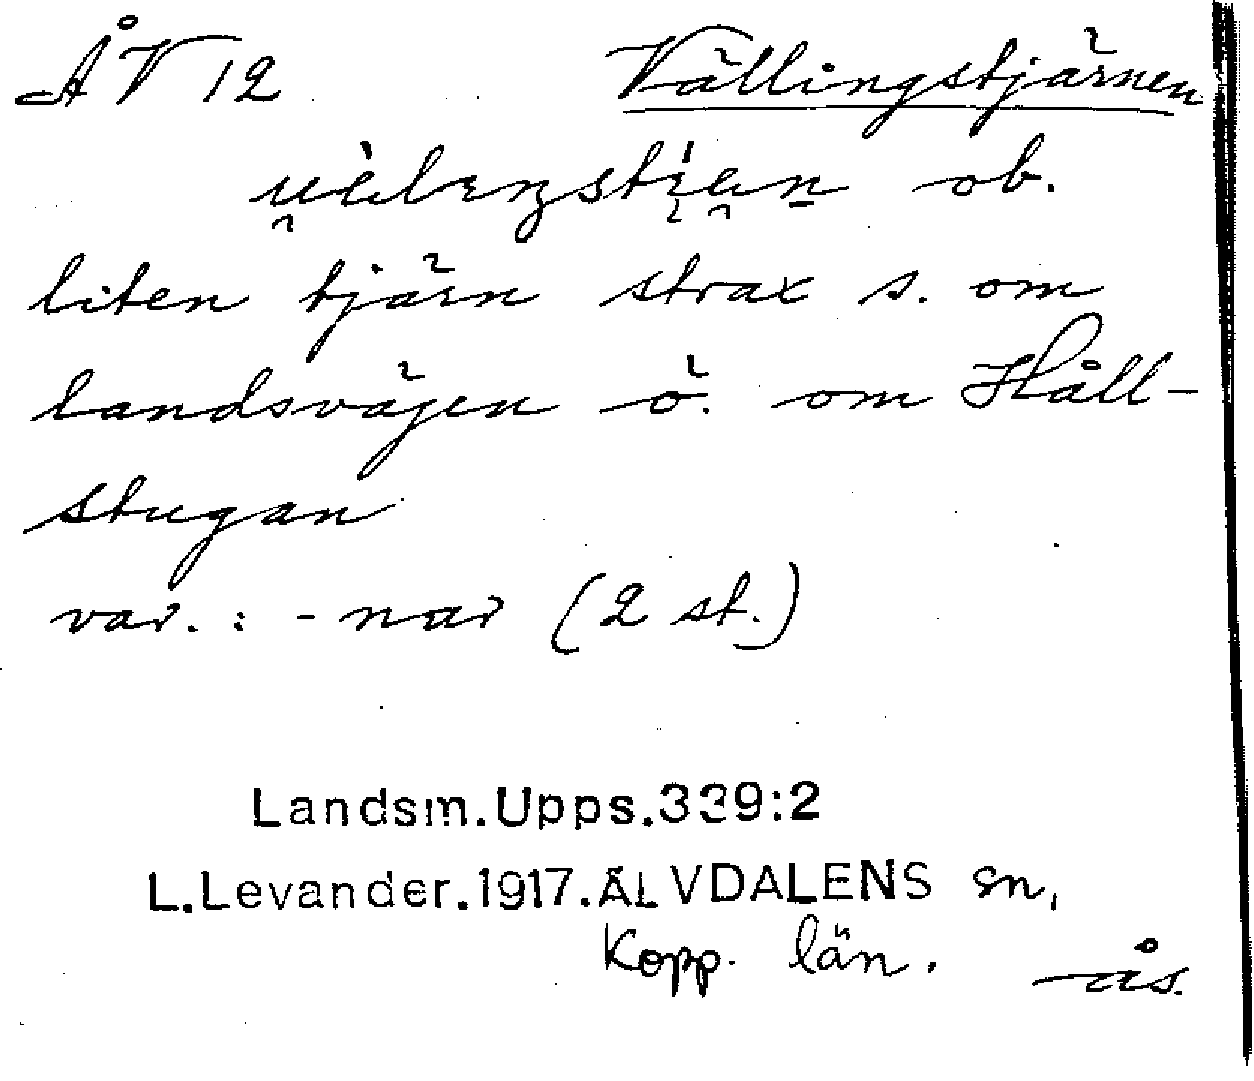 ÅV 12 Vällingstjärnen
ob.
liten tjärn strax s. om
landsvägen ö. om Håll-
stugan
var. : - nar (2 st.)
Landsm.Upps.339:2
L.Levander.1917.ÄLVDALENS sn,
Kopp. län.
ås.